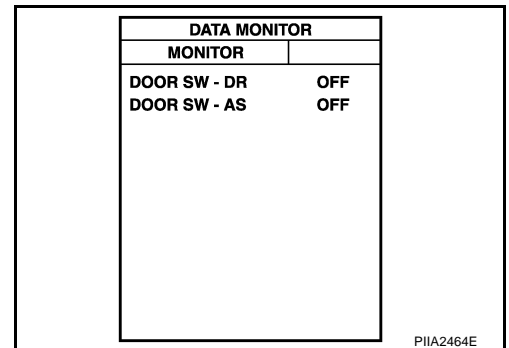 DATA MONITOR
MONITOR
DOOR SW - DR OFF
DOOR SW - AS OFF
PIIA2464E